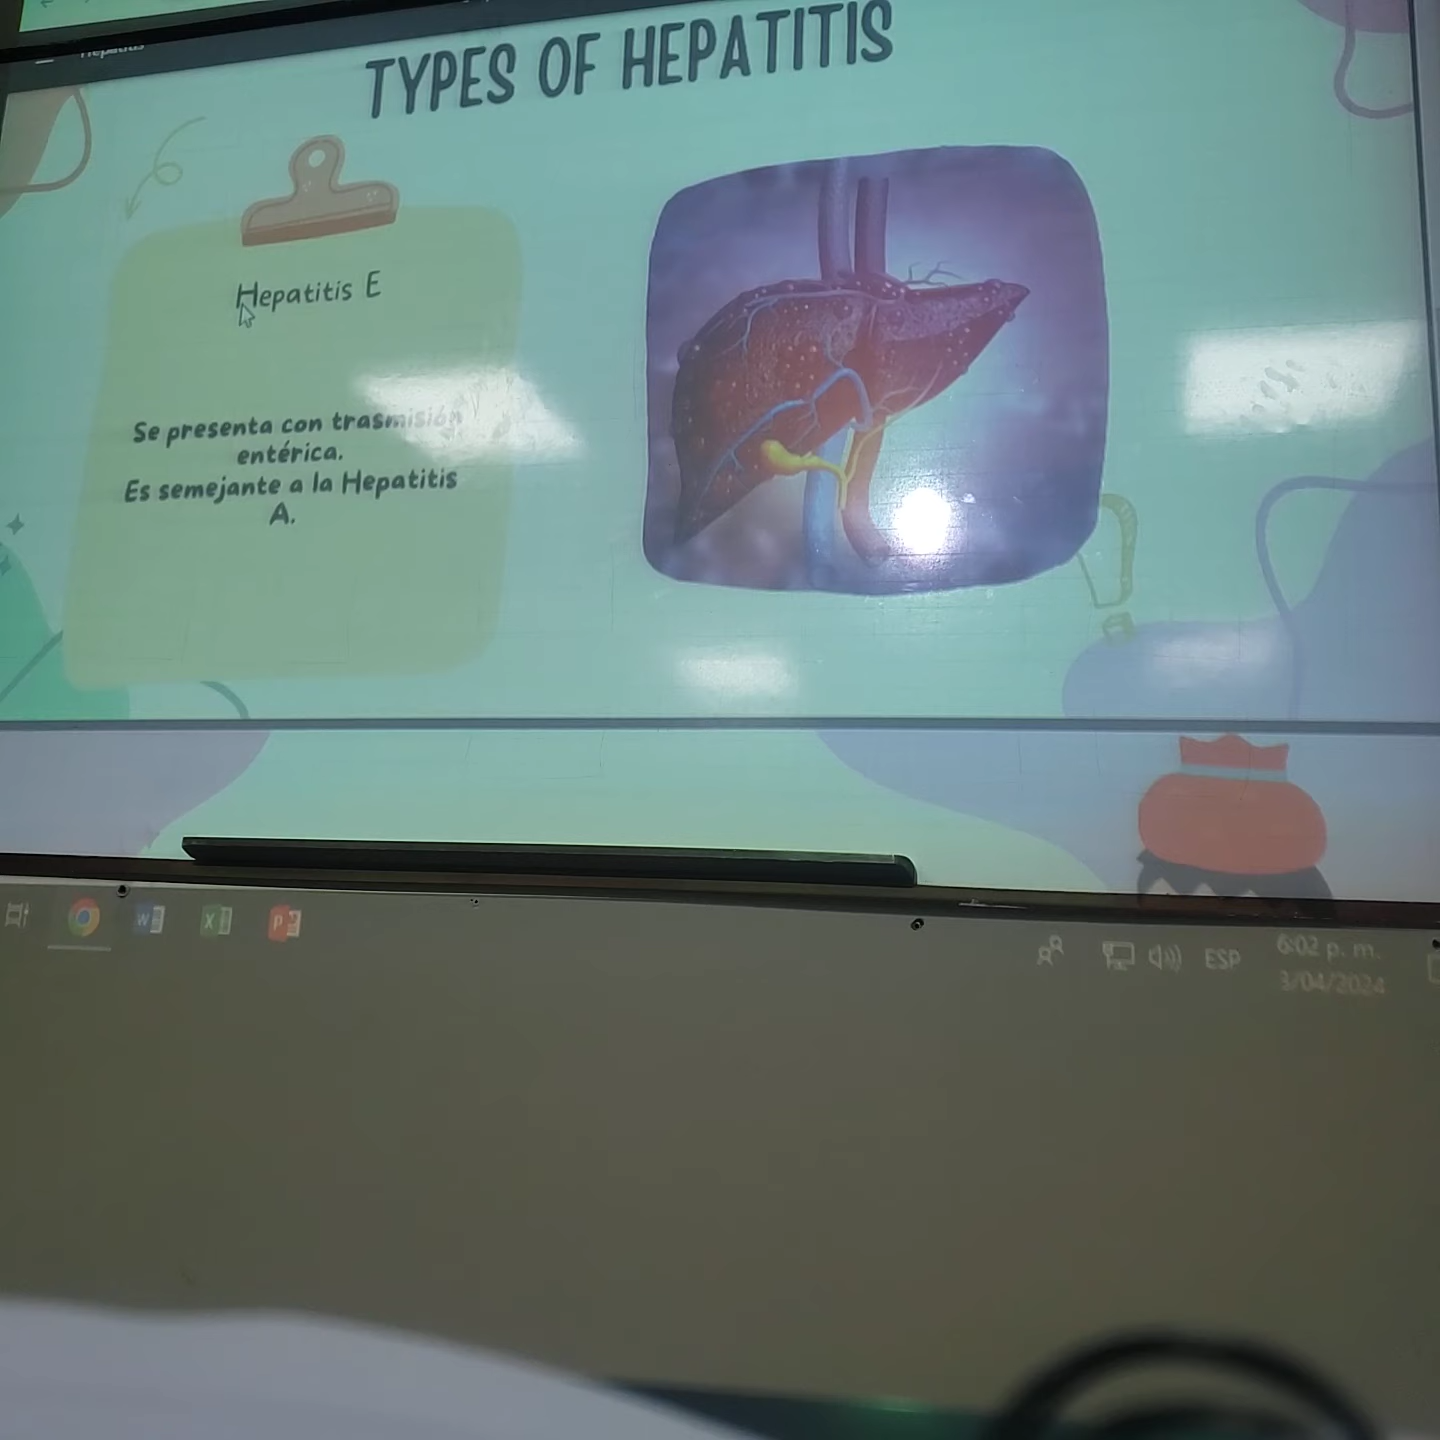 Hepatitis
TYPES OF HEPATITIS
Hepatitis E
Se presenta con trasmisión
entérica.
Es semejante a la Hepatitis
A.
ESP
6:02 p. m.
3/04/2024